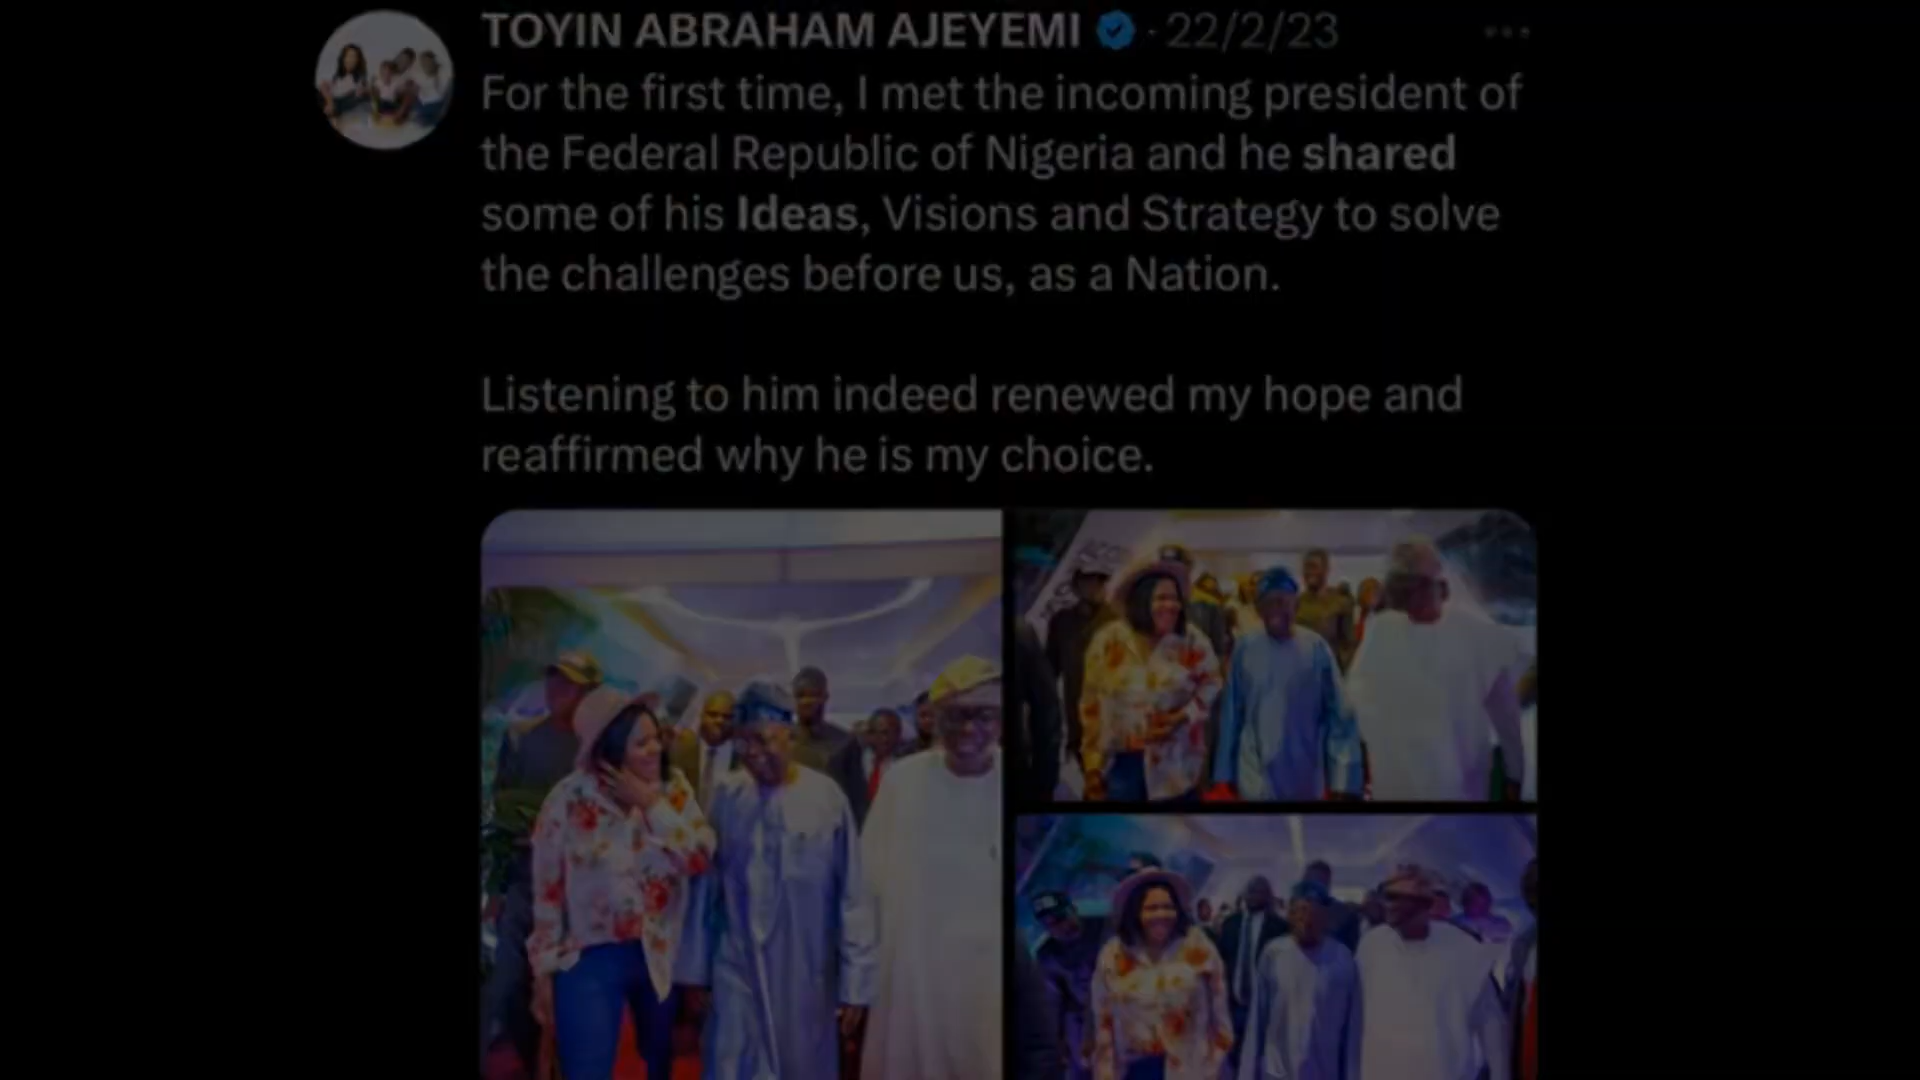 TOYIN ABRAHAM AJEYEMI · 22/2/23
For the first time, I met the incoming president of
the Federal Republic of Nigeria and he shared
some of his Ideas, Visions and Strategy to solve
the challenges before us, as a Nation.
Listening to him indeed renewed my hope and
reaffirmed why he is my choice.